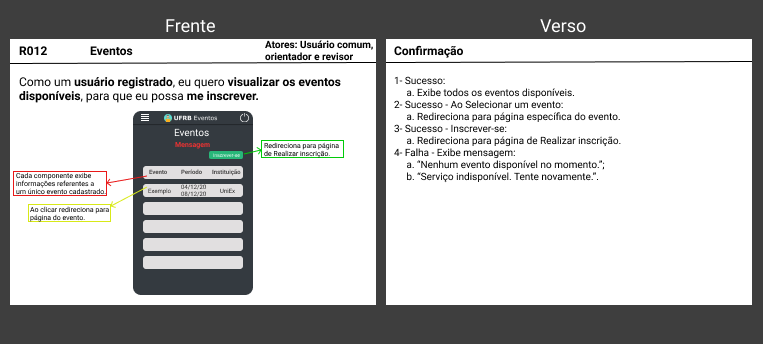 Frente
R012 Eventos Atores: Usuário comum,
orientador e revisor
Como um usuário registrado, eu quero visualizar os eventos
disponíveis, para que eu possa me inscrever.
UFRB Eventos
Eventos
Mensagem
Inscrever-se
Redireciona para página
de Realizar inscrição.
Evento Período Instituição
Exemplo 04/12/20 UniEx
08/12/20
Cada componente exibe
informações referentes a
um único evento cadastrado.
Ao clicar redireciona para
página do evento.
Verso
Confirmação
1- Sucesso:
a. Exibe todos os eventos disponíveis.
2- Sucesso - Ao Selecionar um evento:
a. Redireciona para página específica do evento.
3- Sucesso - Inscrever-se:
a. Redireciona para página de Realizar inscrição.
4- Falha - Exibe mensagem:
a. “Nenhum evento disponível no momento.”;
b. “Serviço indisponível. Tente novamente.”.